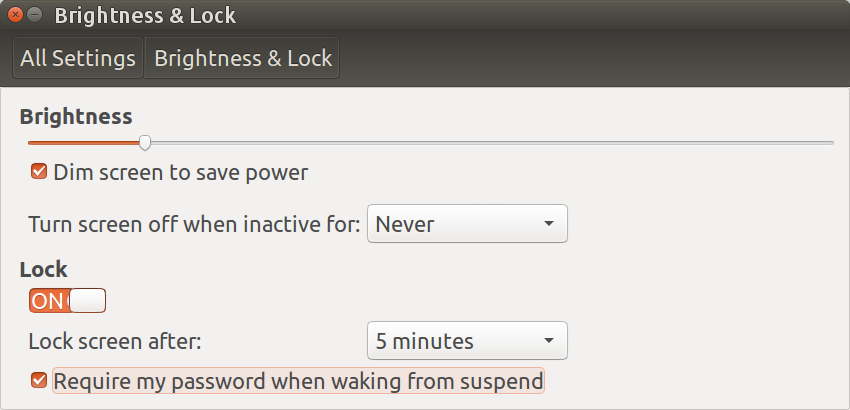 Brightness & Lock
All Settings Brightness & Lock
Brightness
Dim screen to save power
Turn screen off when inactive for: Never
Lock
ON
Lock screen after: 5 minutes
Require my password when waking from suspend